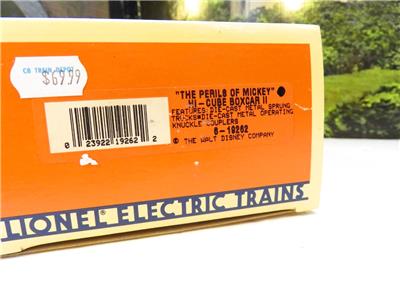 CB TRAIN DEPOT
$69.99
"THE PERILS OF MICKEY"
HI-CUBE BOXCAR II
FEATURES:DIE-CAST METAL SPRUNG
TRUCKS*DIE-CAST METAL OPERATING
KNUCKLE COUPLERS
6-19262
© THE WALT DISNEY COMPANY
0 23922 19262 2
LIONEL® ELECTRIC TRAINS